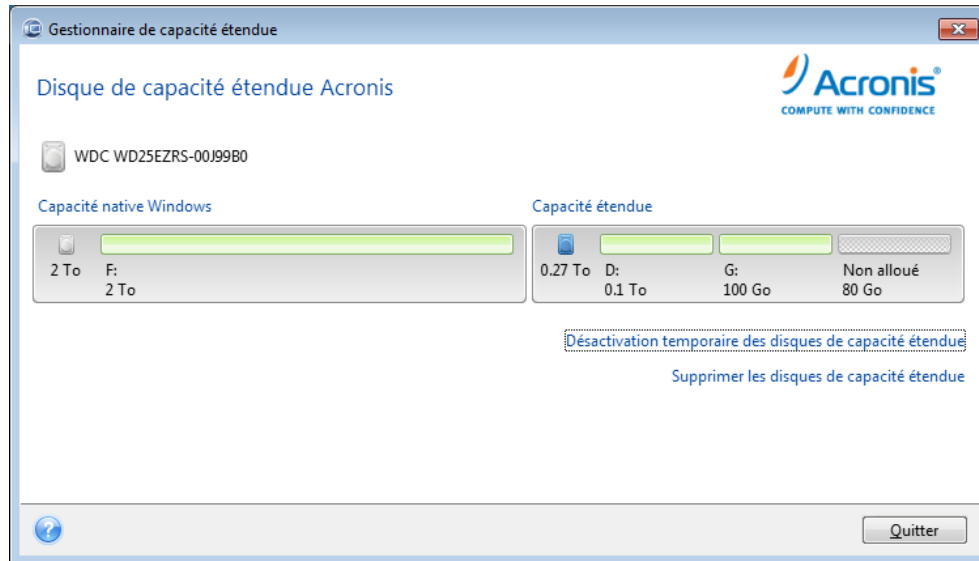 Gestionnaire de capacité étendue
Disque de capacité étendue Acronis
Acronis
COMPUTE WITH CONFIDENCE
WDC WD25EZRS-00J99B0
Capacité native Windows
Capacité étendue
2 To
F:
2 To
0.27 To
D:
0.1 To
G:
100 Go
Non alloué
80 Go
Désactivation temporaire des disques de capacité étendue
Supprimer les disques de capacité étendue
?
Quitter